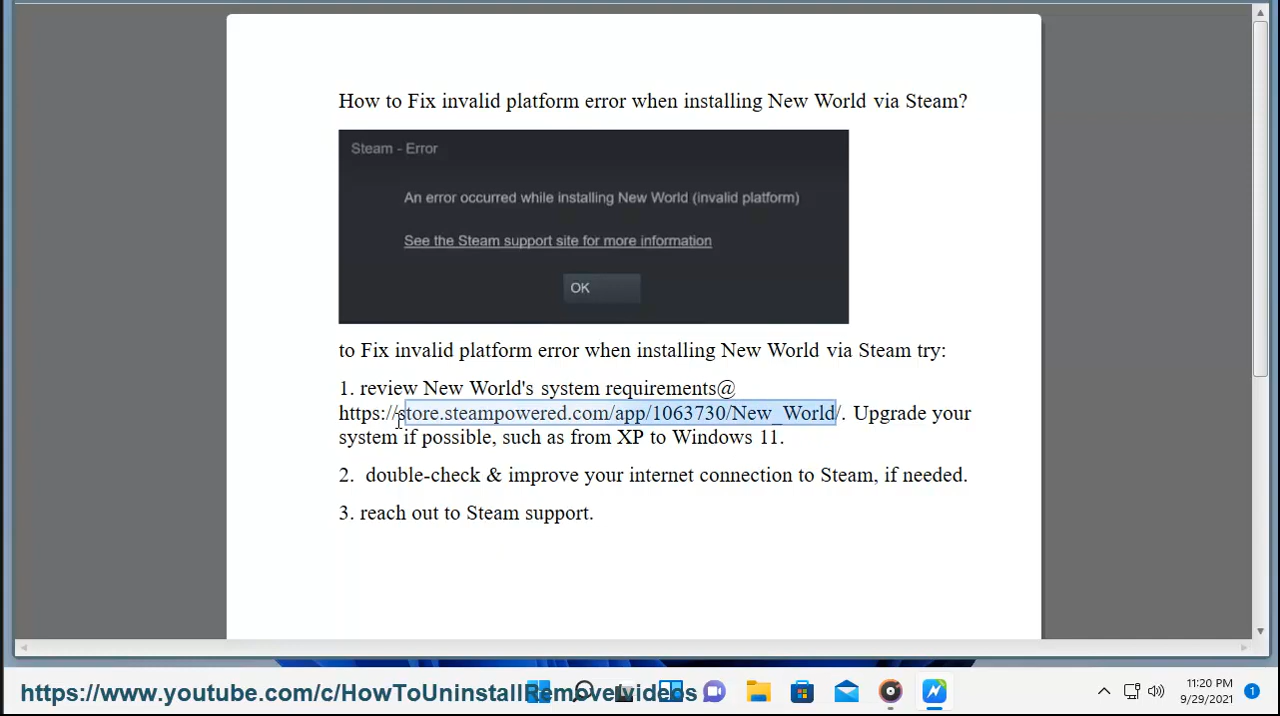 How to Fix invalid platform error when installing New World via Steam?
Steam - Error
An error occurred while installing New World (invalid platform)
See the Steam support site for more information
OK
to Fix invalid platform error when installing New World via Steam try:
1. review New World's system requirements@
https://store.steampowered.com/app/1063730/New_World/. Upgrade your
system if possible, such as from XP to Windows 11.
2. double-check & improve your internet connection to Steam, if needed.
3. reach out to Steam support.
https://www.youtube.com/c/HowToUninstallRemove/videos
11:20 PM
9/29/2021
1